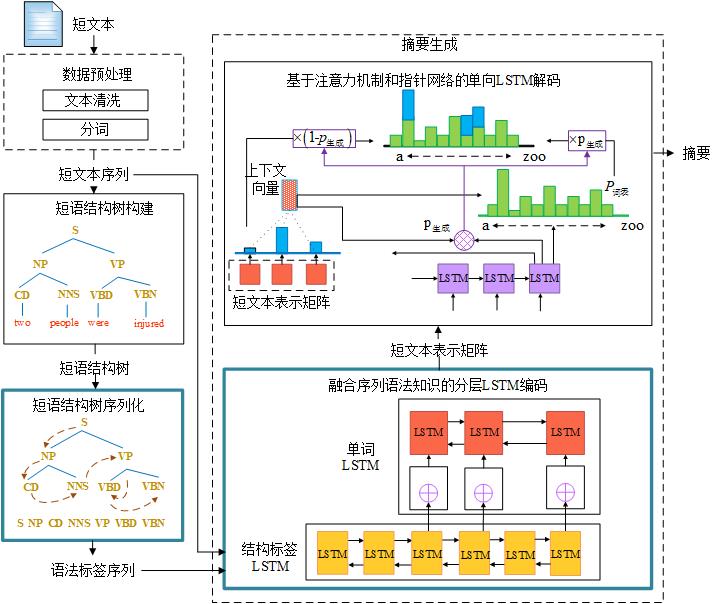 短文本
数据预处理
文本清洗
分词
短文本序列
短语结构树构建
S
NP VP
CD NNS VBD VBN
two people were injured
短语结构树
短语结构树序列化
S
NP VP
CD NNS VBD VBN
S NP CD NNS VP VBD VBN
语法标签序列
摘要生成
基于注意力机制和指针网络的单向LSTM解码
×(1-p生成)
×p生成
a zoo
上下文
向量
P词表
p生成
a zoo
LSTM LSTM LSTM
短文本表示矩阵
摘要
短文本表示矩阵
融合序列语法知识的分层LSTM编码
LSTM LSTM LSTM
单词
LSTM
结构标签
LSTM
LSTM LSTM LSTM LSTM LSTM LSTM